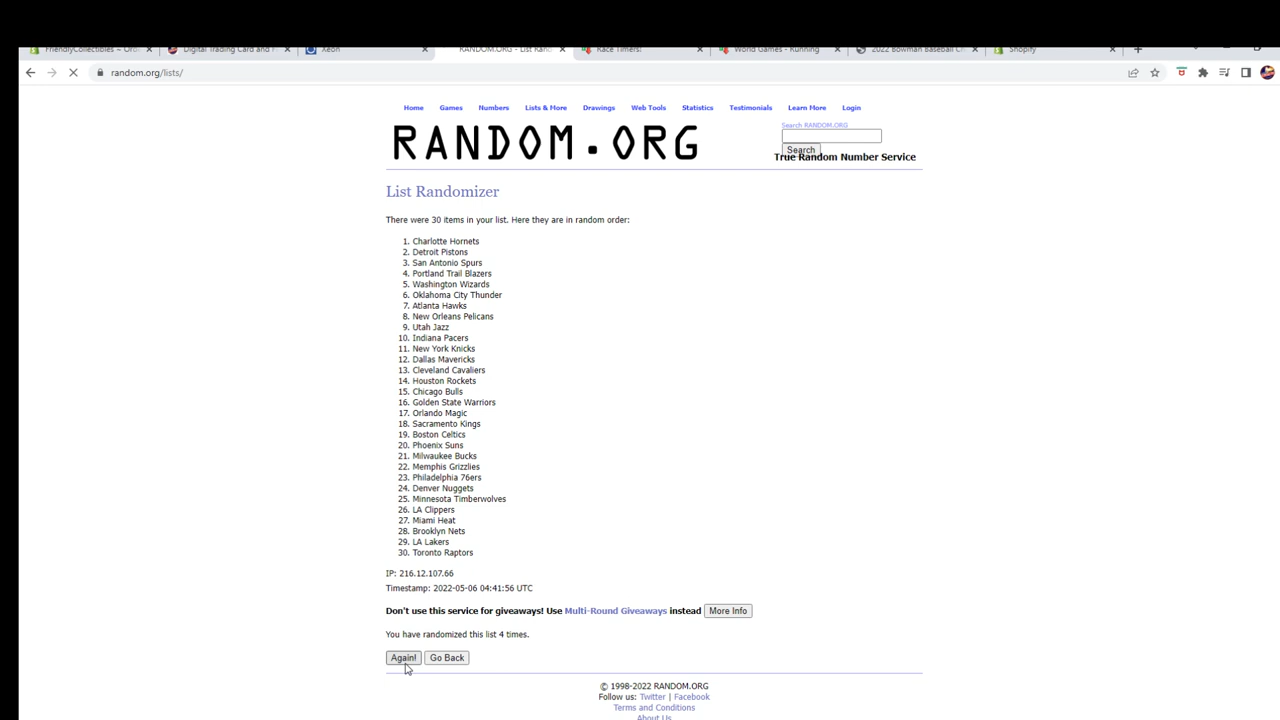 FriendlyCollectibles ~ Orb
Digital Trading Card and F
Xeon
RANDOM.ORG - List Rand
Race Timers!
World Games - Running
2022 Bowman Baseball C
Shopify
random.org/lists/
Home Games Numbers Lists & More Drawings Web Tools Statistics Testimonials Learn More Login
RANDOM.ORG
Search RANDOM.ORG
Search
True Random Number Service
List Randomizer
There were 30 items in your list. Here they are in random order:
1. Charlotte Hornets
2. Detroit Pistons
3. San Antonio Spurs
4. Portland Trail Blazers
5. Washington Wizards
6. Oklahoma City Thunder
7. Atlanta Hawks
8. New Orleans Pelicans
9. Utah Jazz
10. Indiana Pacers
11. New York Knicks
12. Dallas Mavericks
13. Cleveland Cavaliers
14. Houston Rockets
15. Chicago Bulls
16. Golden State Warriors
17. Orlando Magic
18. Sacramento Kings
19. Boston Celtics
20. Phoenix Suns
21. Milwaukee Bucks
22. Memphis Grizzlies
23. Philadelphia 76ers
24. Denver Nuggets
25. Minnesota Timberwolves
26. LA Clippers
27. Miami Heat
28. Brooklyn Nets
29. LA Lakers
30. Toronto Raptors
IP: 216.12.107.66
Timestamp: 2022-05-06 04:41:56 UTC
Don't use this service for giveaways! Use Multi-Round Giveaways instead More Info
You have randomized this list 4 times.
Again! Go Back
© 1998-2022 RANDOM.ORG
Follow us: Twitter | Facebook
Terms and Conditions
About Us